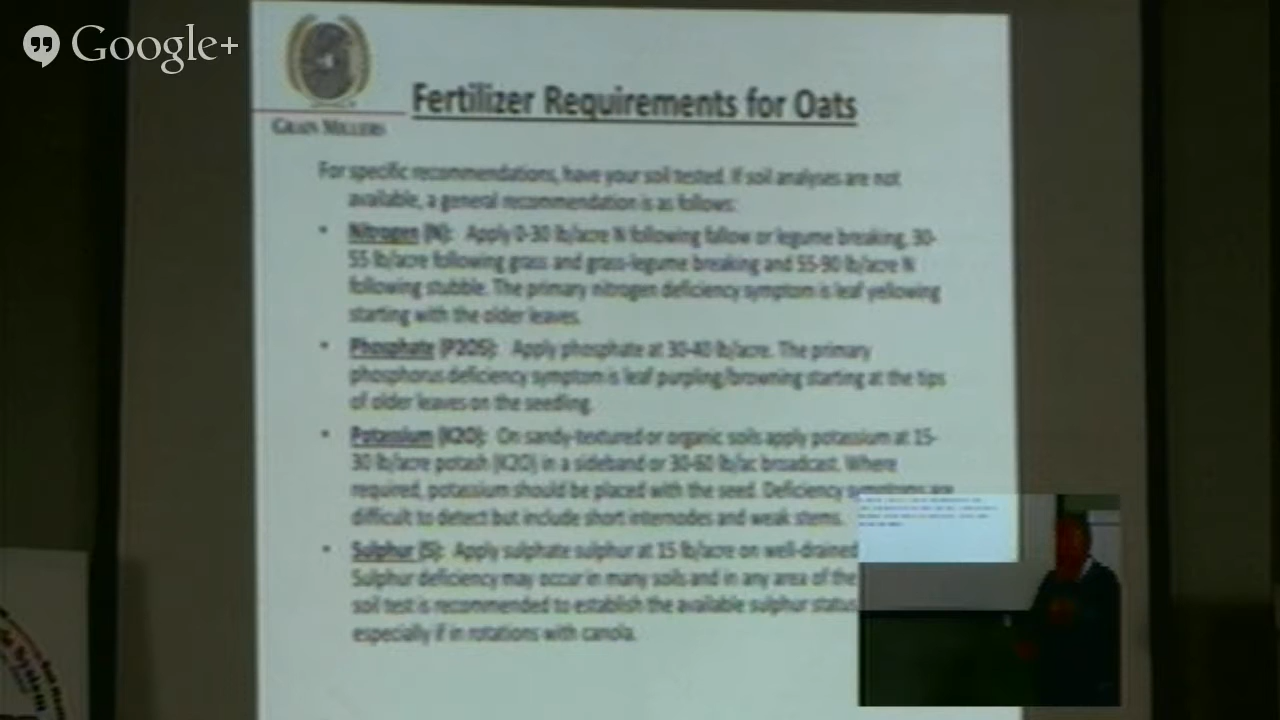 Google+
GRAIN MILLERS
Fertilizer Requirements for Oats
For specific recommendations, have your soil tested. If soil analyses are not
available, a general recommendation is as follows:
• Nitrogen (N): Apply 0-30 lb/acre N following fallow or legume breaking, 30-
55 lb/acre following grass and grass-legume breaking and 55-90 lb/acre N
following stubble. The primary nitrogen deficiency symptom is leaf yellowing
starting with the older leaves.
• Phosphate (P2O5): Apply phosphate at 30-40 lb/acre. The primary
phosphorus deficiency symptom is leaf purpling/browning starting at the tips
of older leaves on the seedling.
• Potassium (K2O): On sandy-textured or organic soils apply potassium at 15-
30 lb/acre potash (K2O) in a sideband or 30-60 lb/ac broadcast. Where
required, potassium should be placed with the seed. Deficiency symptoms are
difficult to detect but include short internodes and weak stems.
• Sulphur (S): Apply sulphate sulphur at 15 lb/acre on well-drained
Sulphur deficiency may occur in many soils and in any area of the
soil test is recommended to establish the available sulphur status
especially if in rotations with canola.
System